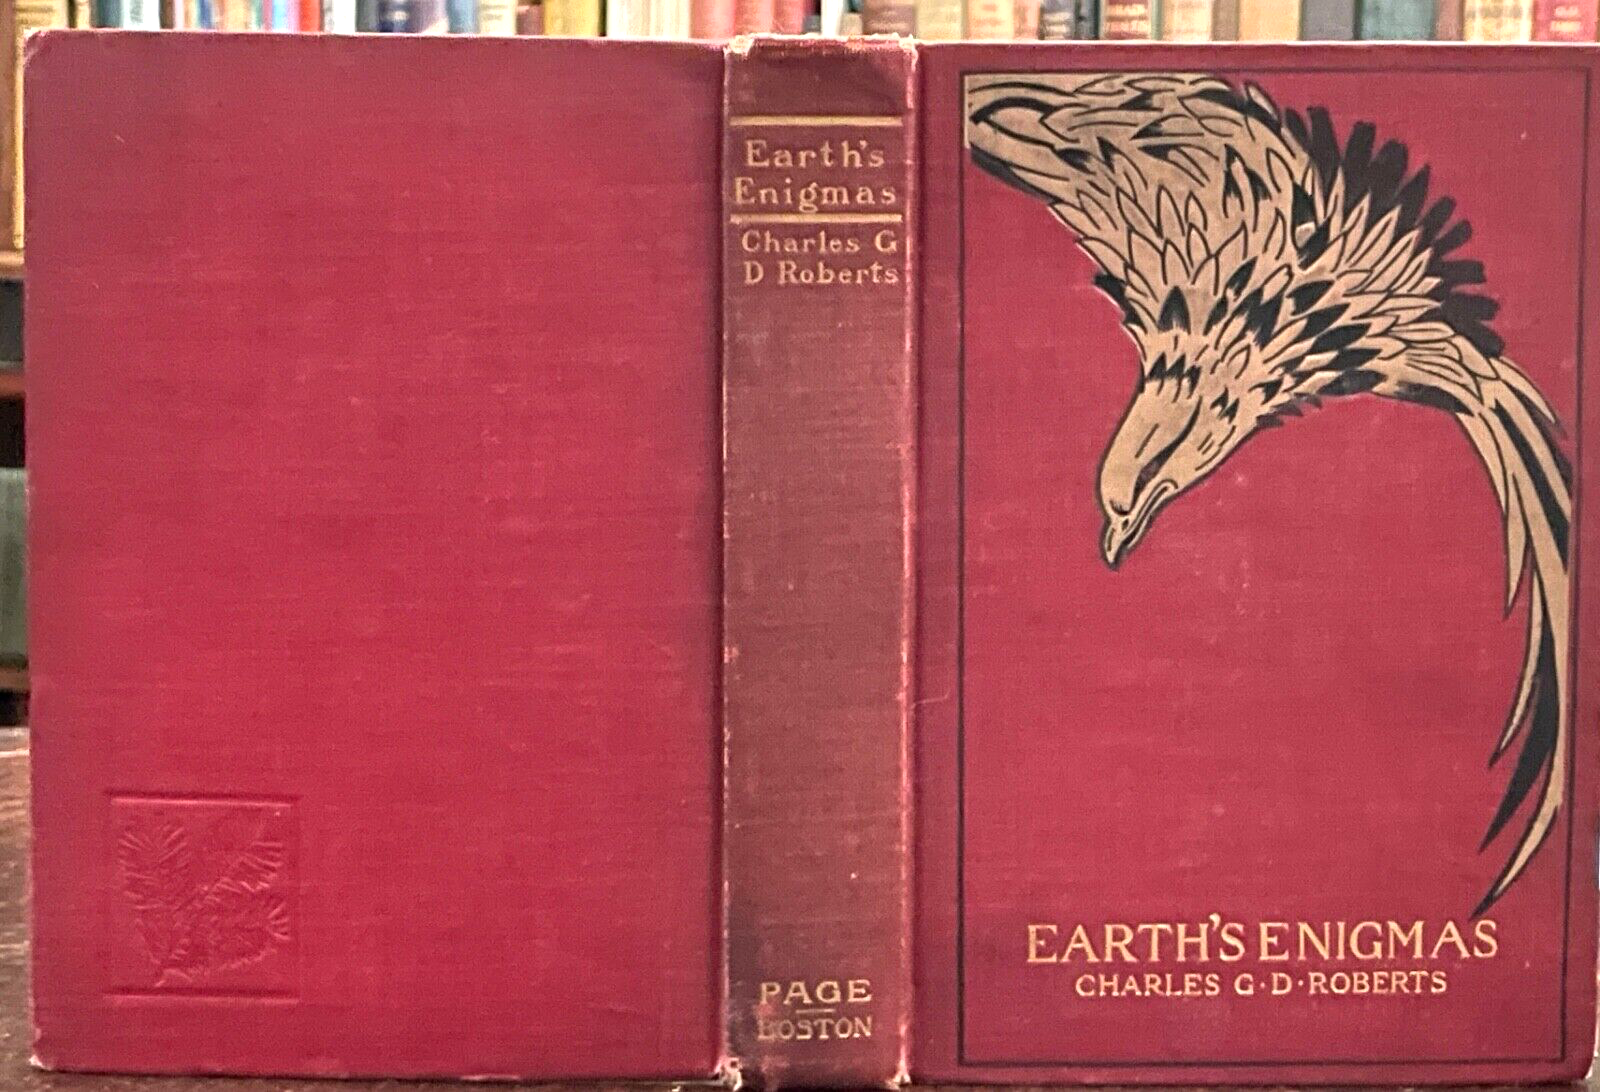 Earth's
Enigmas
Charles G
D Roberts
PAGE
BOSTON
EARTH'S ENIGMAS
CHARLES G·D·ROBERTS